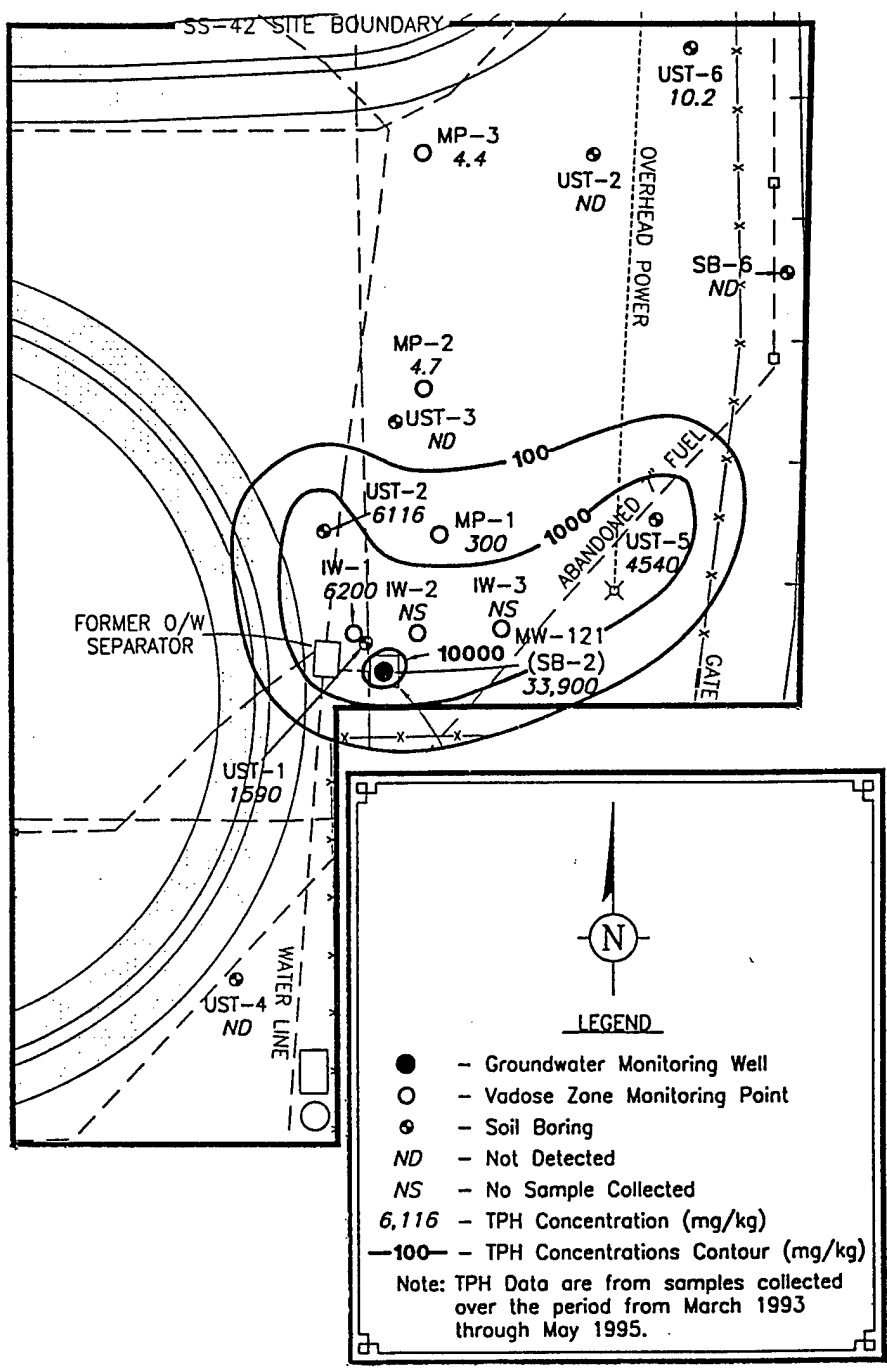 SS-42 SITE BOUNDARY
UST-6
10.2
MP-3
4.4
UST-2
ND
OVERHEAD POWER
SB-6
ND
MP-2
4.7
UST-3
ND
100
UST-2
6116
MP-1
300
1000
ABANDONED "L" FUEL
UST-5
4540
IW-1
6200
IW-2
NS
IW-3
NS
FORMER O/W
SEPARATOR
10000
MW-121
(SB-2)
33,900
GATE
UST-1
1590
UST-4
ND
WATER LINE
N
LEGEND
- Groundwater Monitoring Well
- Vadose Zone Monitoring Point
- Soil Boring
ND - Not Detected
NS - No Sample Collected
6,116 - TPH Concentration (mg/kg)
100 - TPH Concentrations Contour (mg/kg)
Note: TPH Data are from samples collected
over the period from March 1993
through May 1995.